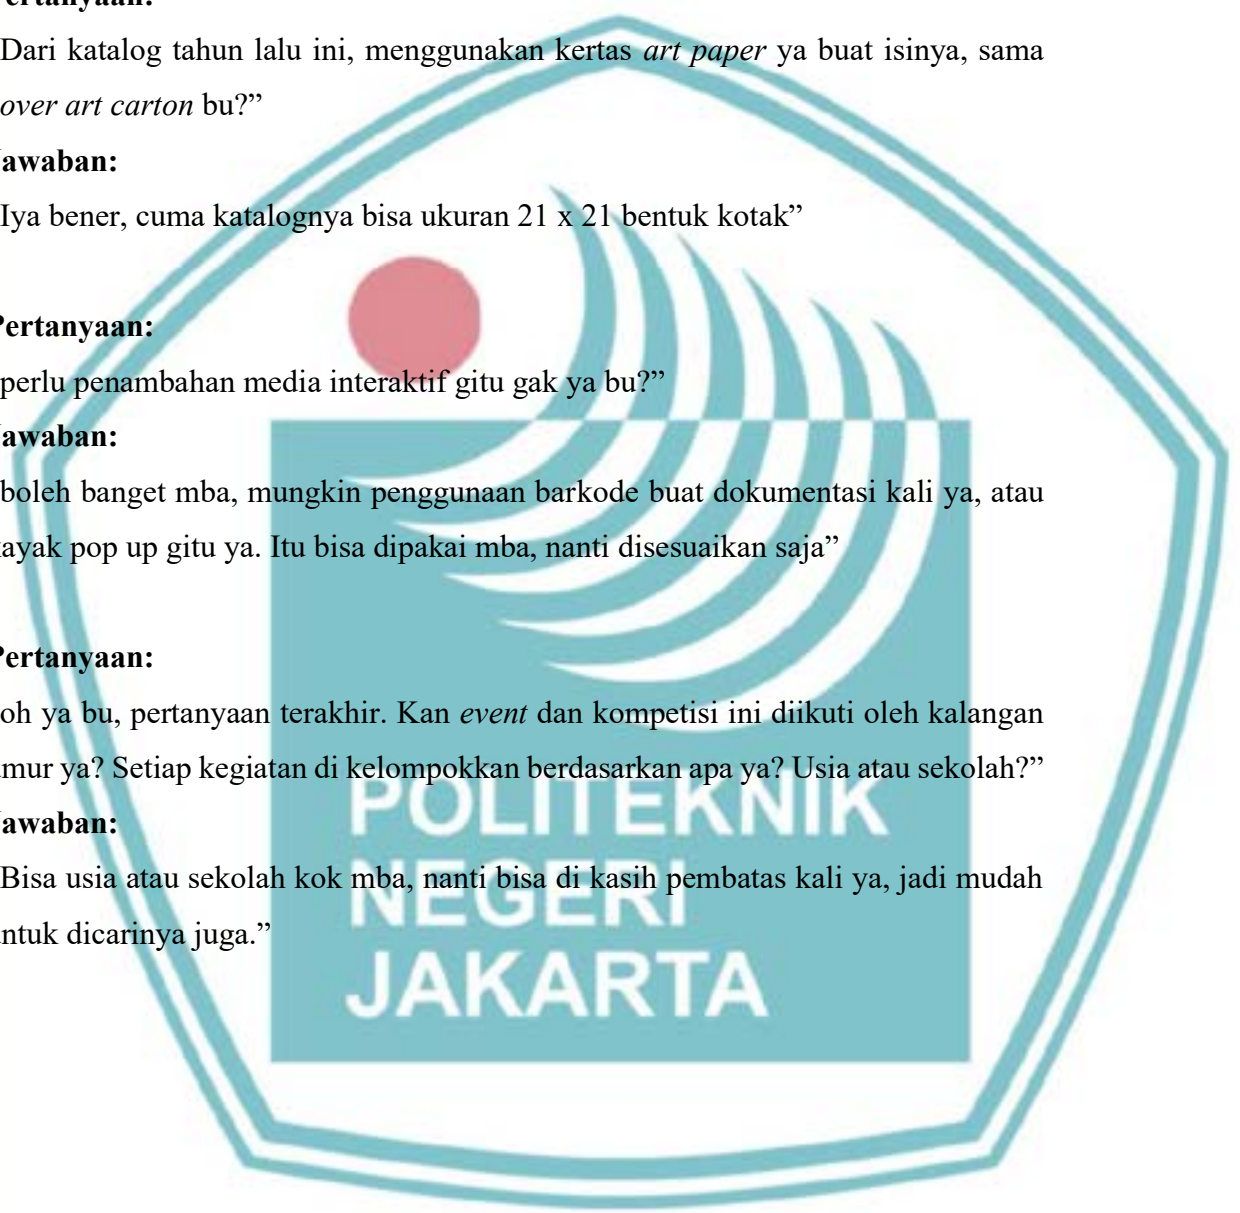 ertanyaan:
Dari katalog tahun lalu ini, menggunakan kertas art paper ya buat isinya, sama
over art carton bu?”
awaban:
Iya bener, cuma katalognya bisa ukuran 21 x 21 bentuk kotak”
Pertanyaan:
perlu penambahan media interaktif gitu gak ya bu?”
awaban:
boleh banget mba, mungkin penggunaan barkode buat dokumentasi kali ya, atau
ayak pop up gitu ya. Itu bisa dipakai mba, nanti disesuaikan saja”
Pertanyaan:
oh ya bu, pertanyaan terakhir. Kan event dan kompetisi ini diikuti oleh kalangan
mur ya? Setiap kegiatan di kelompokkan berdasarkan apa ya? Usia atau sekolah?”
awaban:
Bisa usia atau sekolah kok mba, nanti bisa di kasih pembatas kali ya, jadi mudah
ntuk dicarinya juga.”
POLITEKNIK
NEGERI
JAKARTA